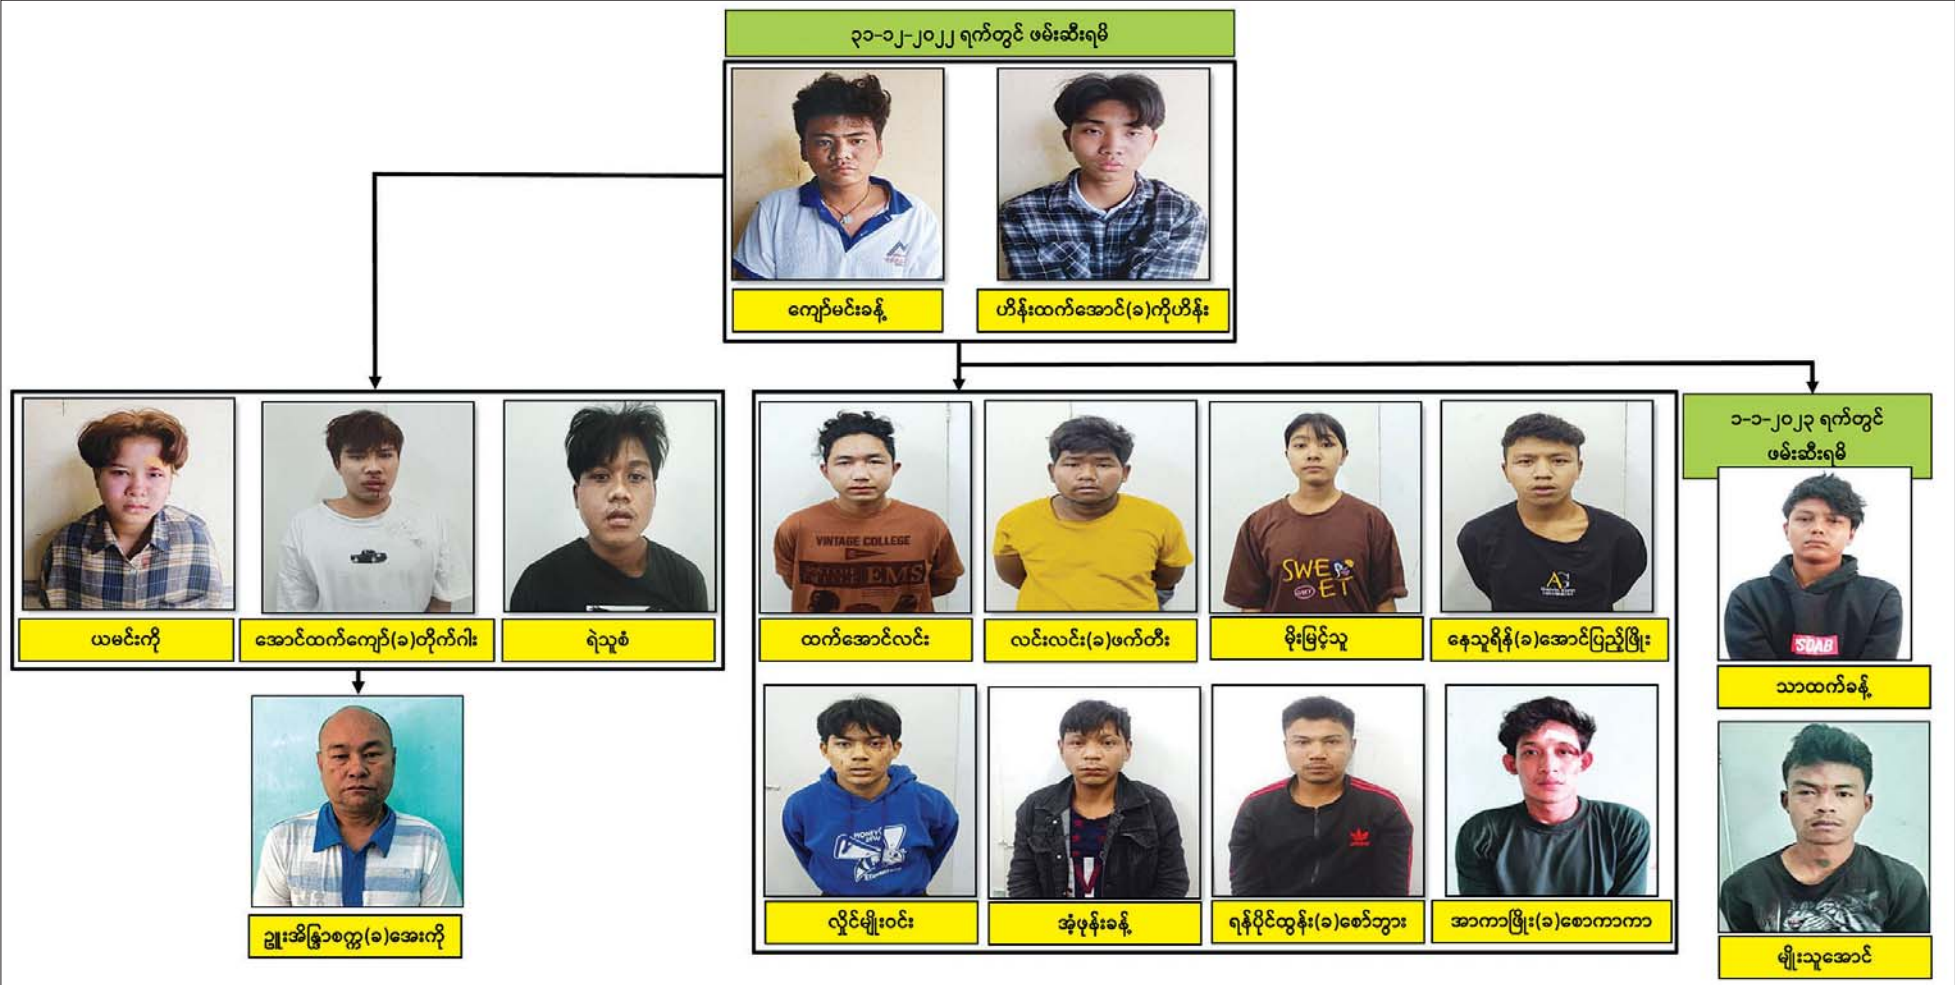 ၃၁-၁၂-၂၀၂၂ ရက်တွင် ဖမ်းဆီးရမိ
ကျော်မင်းခန့်
ဟိန်းထက်အောင်(ခ)ကိုဟိန်း
ယမင်းကို
အောင်ထက်ကျော်(ခ)တိုက်ဂါး
ရဲသူစံ
ဥူးအိန္ဒြာစက္က(ခ)အေးကို
VINTAGE COLLEGE
EMS
SWE
ET
ထက်အောင်လင်း
လင်းလင်း(ခ)ဖက်တီး
မိုးမြင့်သူ
နေသူရိန်(ခ)အောင်ပြည့်ဖြိုး
လှိုင်မျိုးဝင်း
အံ့ဖုန်းခန့်
ရန်ပိုင်ထွန်း(ခ)စော်ဘွား
အာကာဖြိုး(ခ)စောကာကာ
၁-၁-၂၀၂၃ ရက်တွင်
ဖမ်းဆီးရမိ
သာထက်ခန့်
မျိုးသူအောင်